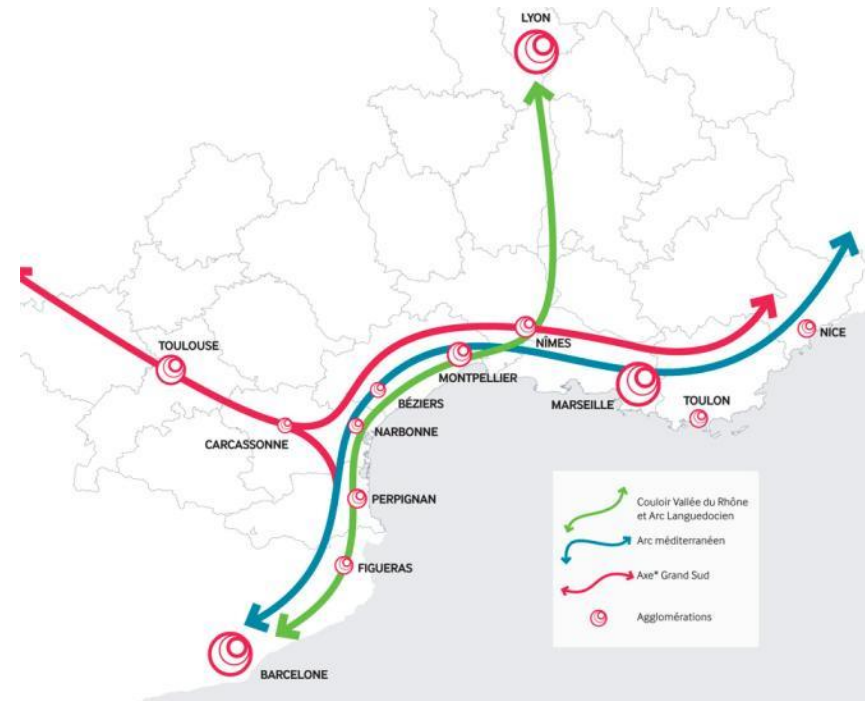 LYON
NÎMES
NICE
TOULOUSE
MONTPELLIER
MARSEILLE
TOULON
BÉZIERS
CARCASSONNE
NARBONNE
PERPIGNAN
FIGUERAS
BARCELONE
Couloir Vallée du Rhône
et Arc Languedocien
Arc méditerranéen
Axe* Grand Sud
Agglomérations